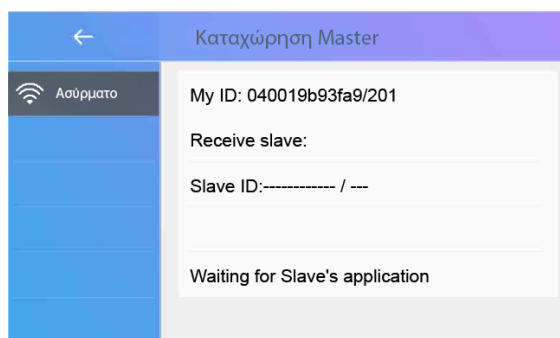 Καταχώρηση Master
Ασύρματο
My ID: 040019b93fa9/201
Receive slave:
Slave ID:------------ / ---
Waiting for Slave's application